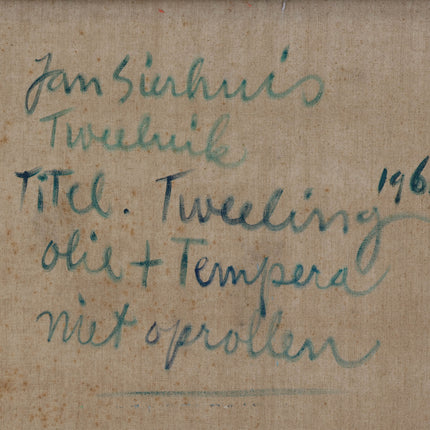 Jan Sierhuis
Tweeluik
Titel. Tweeling 196
olie + Tempera
niet oprollen